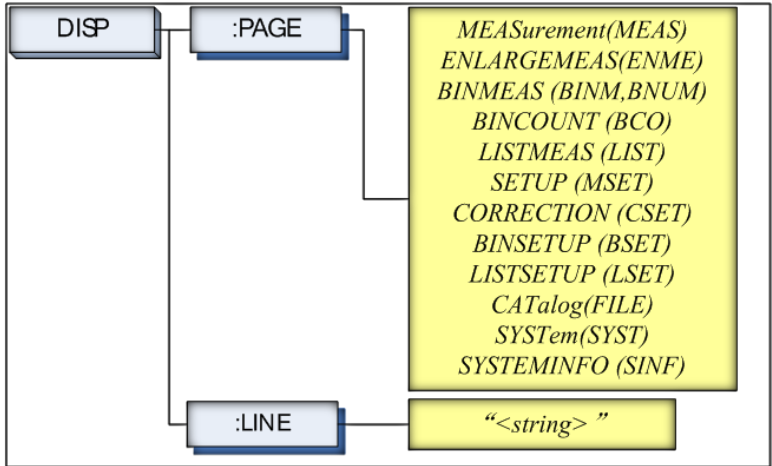 DISP
:PAGE
MEASurement(MEAS)
ENLARGEMEAS(ENME)
BINMEAS (BINM,BNUM)
BINCOUNT (BCO)
LISTMEAS (LIST)
SETUP (MSET)
CORRECTION (CSET)
BINSETUP (BSET)
LISTSETUP (LSET)
CATalog(FILE)
SYSTem(SYST)
SYSTEMINFO (SINF)
:LINE
“<string> ”